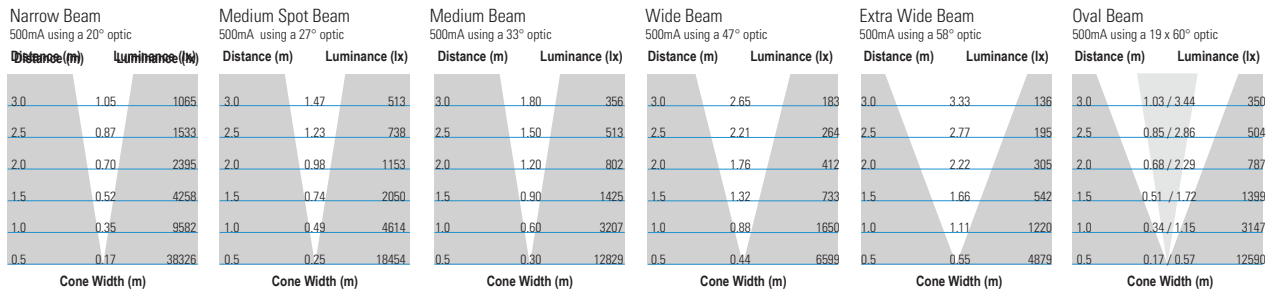 Narrow Beam
500mA using a 20° optic
Distance (m) Luminance (lx)
Distance (m) Luminance (lx)
3.0 1.05 1065
2.5 0.87 1533
2.0 0.70 2395
1.5 0.52 4258
1.0 0.35 9582
0.5 0.17 38326
Cone Width (m)
Medium Spot Beam
500mA using a 27° optic
Distance (m) Luminance (lx)
3.0 1.47 513
2.5 1.23 738
2.0 0.98 1153
1.5 0.74 2050
1.0 0.49 4614
0.5 0.25 18454
Cone Width (m)
Medium Beam
500mA using a 33° optic
Distance (m) Luminance (lx)
3.0 1.80 356
2.5 1.50 513
2.0 1.20 802
1.5 0.90 1425
1.0 0.60 3207
0.5 0.30 12829
Cone Width (m)
Wide Beam
500mA using a 47° optic
Distance (m) Luminance (lx)
3.0 2.65 183
2.5 2.21 264
2.0 1.76 412
1.5 1.32 733
1.0 0.88 1650
0.5 0.44 6599
Cone Width (m)
Extra Wide Beam
500mA using a 58° optic
Distance (m) Luminance (lx)
3.0 3.33 136
2.5 2.77 195
2.0 2.22 305
1.5 1.66 542
1.0 1.11 1220
0.5 0.55 4879
Cone Width (m)
Oval Beam
500mA using a 19 x 60° optic
Distance (m) Luminance (lx)
3.0 1.03 / 3.44 350
2.5 0.85 / 2.86 504
2.0 0.68 / 2.29 787
1.5 0.51 / 1.72 1399
1.0 0.34 / 1.15 3147
0.5 0.17 / 0.57 12590
Cone Width (m)